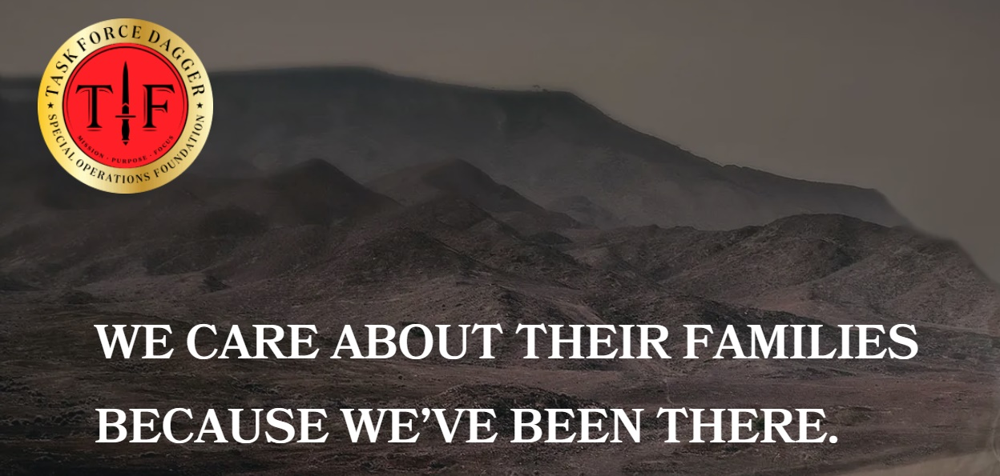 TASK FORCE DAGGER
T F
MISSION · PURPOSE · FOCUS
★ SPECIAL OPERATIONS FOUNDATION ★
WE CARE ABOUT THEIR FAMILIES
BECAUSE WE’VE BEEN THERE.